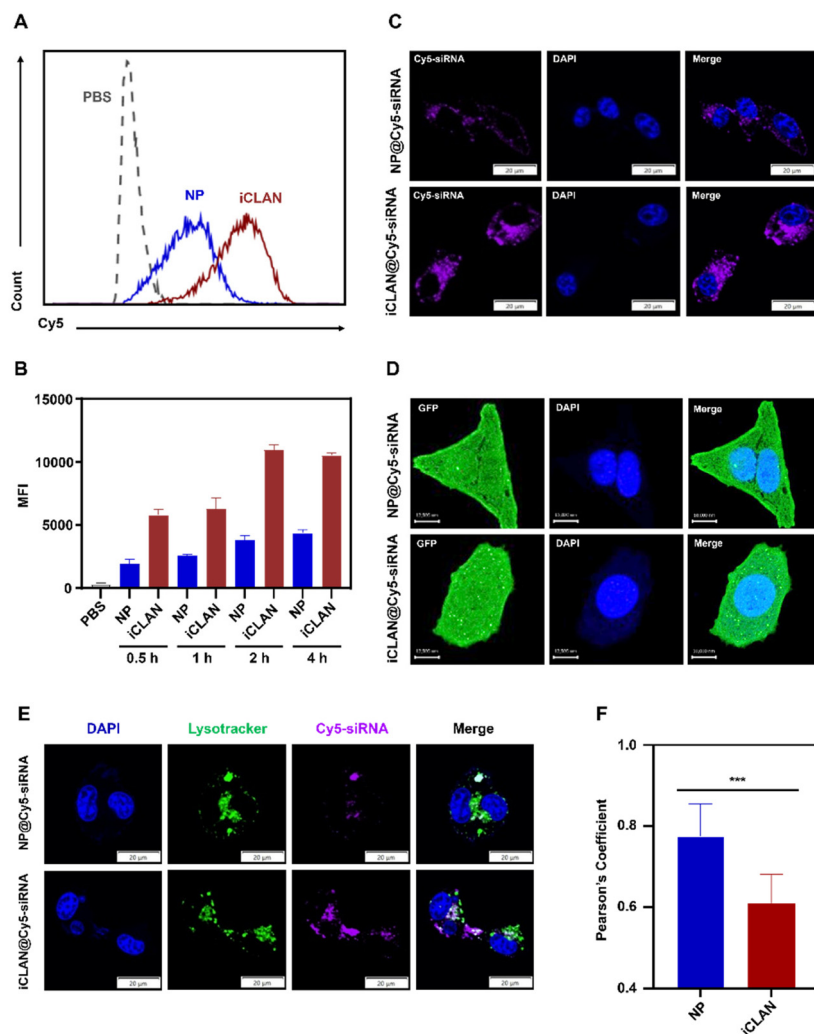 A
PBS
NP
iCLAN
Count
Cy5
B
15000
10000
5000
0
MFI
PBS
NP
iCLAN
NP
iCLAN
NP
iCLAN
NP
iCLAN
0.5 h
1 h
2 h
4 h
C
NP@Cy5-siRNA
Cy5-siRNA
DAPI
Merge
20 µm
20 µm
20 µm
iCLAN@Cy5-siRNA
Cy5-siRNA
DAPI
Merge
20 µm
20 µm
20 µm
D
NP@Cy5-siRNA
GFP
DAPI
Merge
iCLAN@Cy5-siRNA
GFP
DAPI
Merge
E
DAPI
Lysotracker
Cy5-siRNA
Merge
NP@Cy5-siRNA
20 µm
20 µm
20 µm
20 µm
iCLAN@Cy5-siRNA
20 µm
20 µm
20 µm
20 µm
F
1.0
0.8
0.6
0.4
Pearson's Coefficient
***
NP
iCLAN